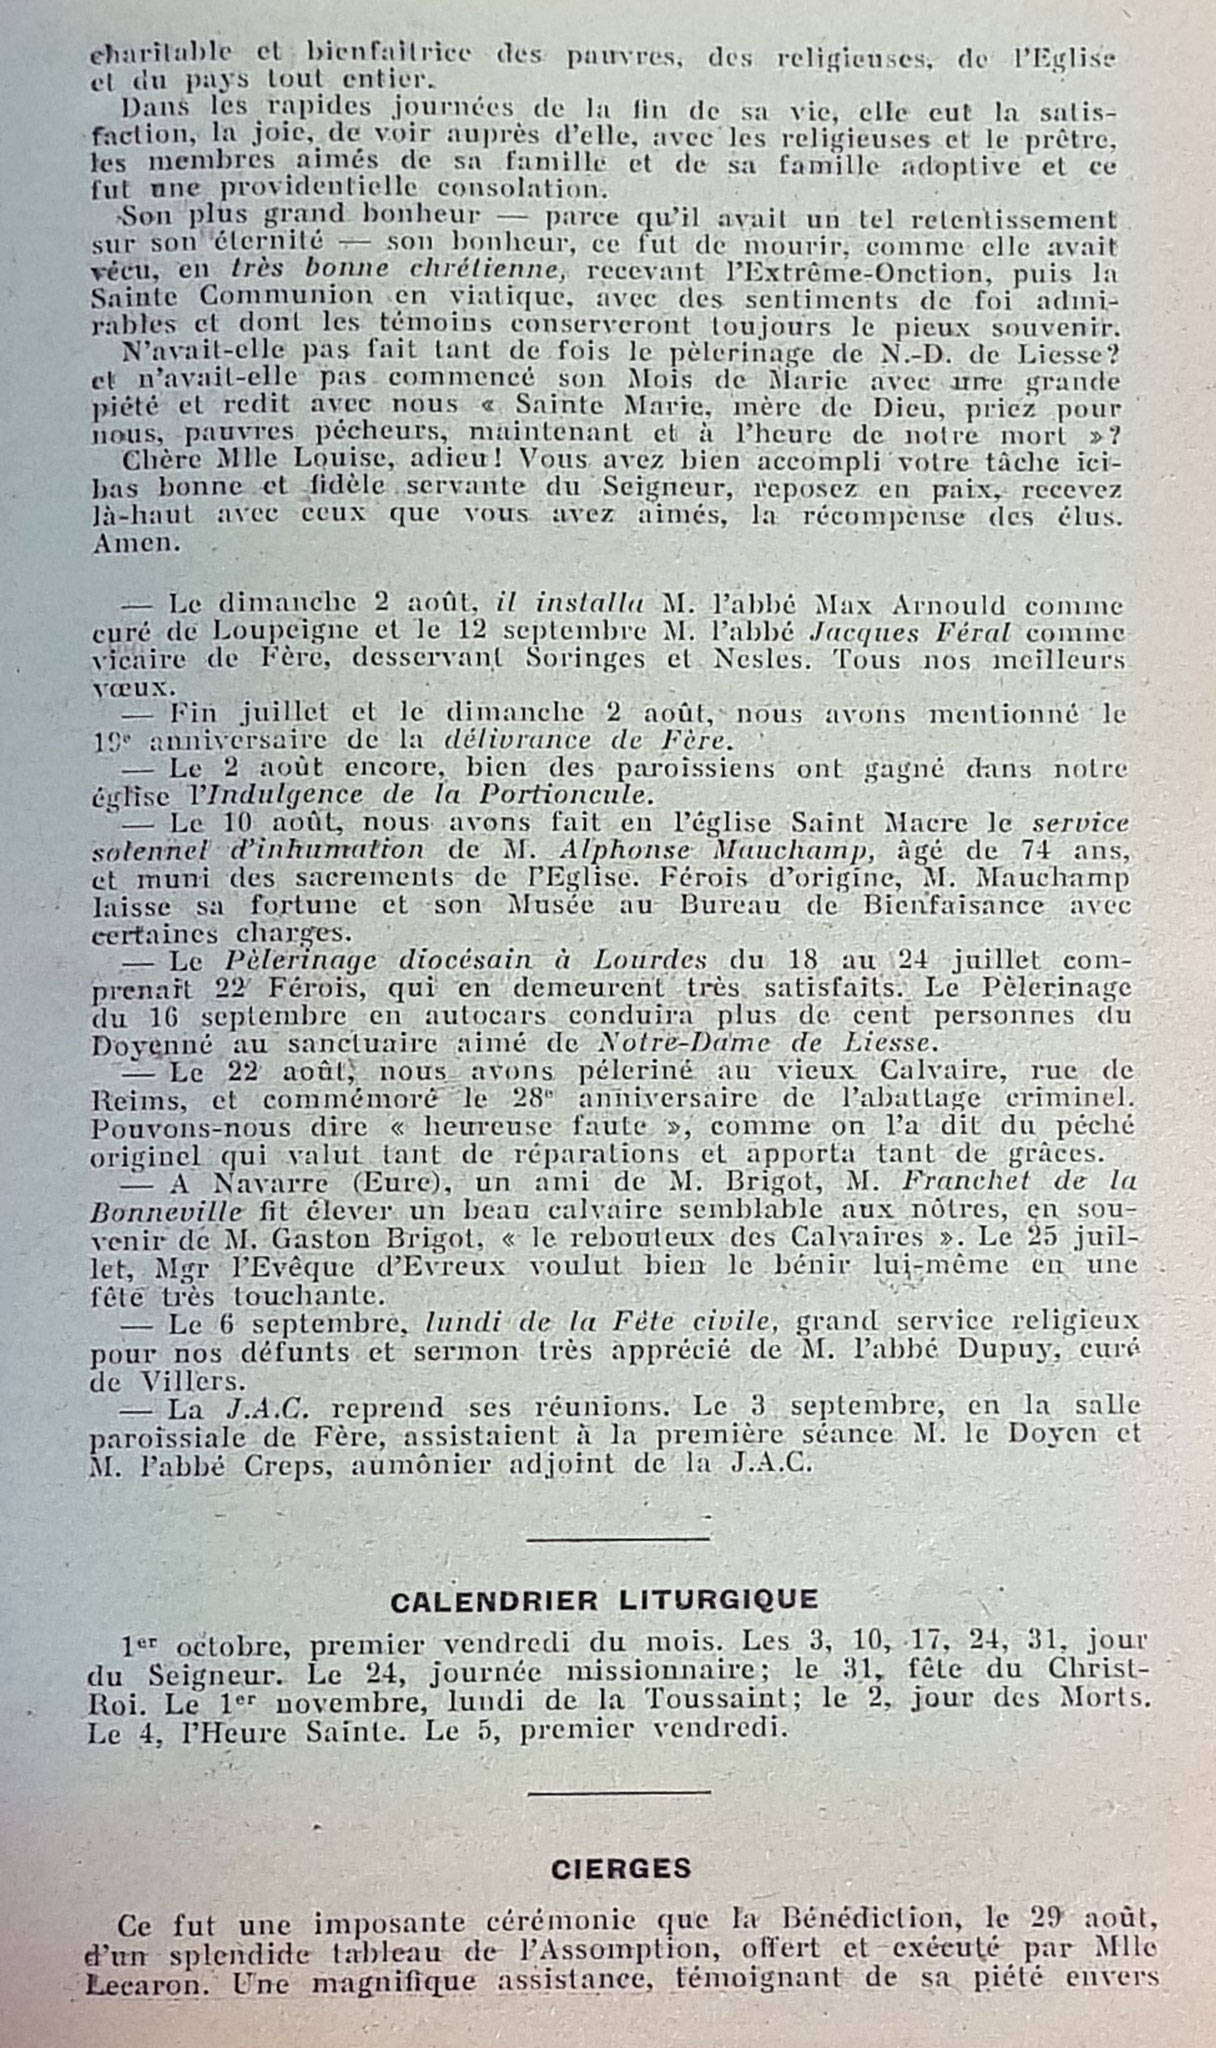 charitable et bienfaitrice des pauvres, des religieuses, de l'Eglise
et du pays tout entier.
Dans les rapides journées de la fin de sa vie, elle eut la satis-
faction, la joie, de voir auprès d'elle, avec les religieuses et le prêtre,
les membres aimés de sa famille et de sa famille adoptive et ce
fut une providentielle consolation.
Son plus grand bonheur — parce qu'il avait un tel retentissement
sur son éternité — son bonheur, ce fut de mourir, comme elle avait
vécu, en très bonne chrétienne, recevant l'Extrême-Onction, puis la
Sainte Communion en viatique, avec des sentiments de foi admi-
rables et dont les témoins conserveront toujours le pieux souvenir.
N'avait-elle pas fait tant de fois le pèlerinage de N.-D. de Liesse?
et n'avait-elle pas commencé son Mois de Marie avec une grande
piété et redit avec nous « Sainte Marie, mère de Dieu, priez pour
nous, pauvres pécheurs, maintenant et à l'heure de notre mort »?
Chère Mlle Louise, adieu! Vous avez bien accompli votre tâche ici-
bas bonne et fidèle servante du Seigneur, reposez en paix, recevez
là-haut avec ceux que vous avez aimés, la récompense des élus.
Amen.
— Le dimanche 2 août, il installa M. l'abbé Max Arnould comme
curé de Loupeigne et le 12 septembre M. l'abbé Jacques Féral comme
vicaire de Fère, desservant Soringes et Nesles. Tous nos meilleurs
vœux.
— Fin juillet et le dimanche 2 août, nous avons mentionné le
19e anniversaire de la délivrance de Fère.
— Le 2 août encore, bien des paroissiens ont gagné dans notre
église l'Indulgence de la Portioncule.
— Le 10 août, nous avons fait en l'église Saint Macre le service
solennel d'inhumation de M. Alphonse Mauchamp, âgé de 74 ans,
et muni des sacrements de l'Eglise. Férois d'origine, M. Mauchamp
laisse sa fortune et son Musée au Bureau de Bienfaisance avec
certaines charges.
— Le Pèlerinage diocésain à Lourdes du 18 au 24 juillet com-
prenait 22 Férois, qui en demeurent très satisfaits. Le Pèlerinage
du 16 septembre en autocars conduira plus de cent personnes du
Doyenné au sanctuaire aimé de Notre-Dame de Liesse.
— Le 22 août, nous avons péleriné au vieux Calvaire, rue de
Reims, et commémoré le 28e anniversaire de l'abattage criminel.
Pouvons-nous dire « heureuse faute », comme on l'a dit du péché
originel qui valut tant de réparations et apporta tant de grâces.
— A Navarre (Eure), un ami de M. Brigot, M. Franchet de la
Bonneville fit élever un beau calvaire semblable aux nôtres, en sou-
venir de M. Gaston Brigot, « le rebouteux des Calvaires ». Le 25 juil-
let, Mgr l'Evêque d'Evreux voulut bien le bénir lui-même en une
fête très touchante.
— Le 6 septembre, lundi de la Fête civile, grand service religieux
pour nos défunts et sermon très apprécié de M. l'abbé Dupuy, curé
de Villers.
— La J.A.C. reprend ses réunions. Le 3 septembre, en la salle
paroissiale de Fère, assistaient à la première séance M. le Doyen et
M. l'abbé Creps, aumônier adjoint de la J.A.C.
CALENDRIER LITURGIQUE
1er octobre, premier vendredi du mois. Les 3, 10, 17, 24, 31, jour
du Seigneur. Le 24, journée missionnaire; le 31, fête du Christ-
Roi. Le 1er novembre, lundi de la Toussaint; le 2, jour des Morts.
Le 4, l'Heure Sainte. Le 5, premier vendredi.
CIERGES
Ce fut une imposante cérémonie que la Bénédiction, le 29 août,
d'un splendide tableau de l'Assomption, offert et exécuté par Mlle
Lecaron. Une magnifique assistance, témoignant de sa piété envers